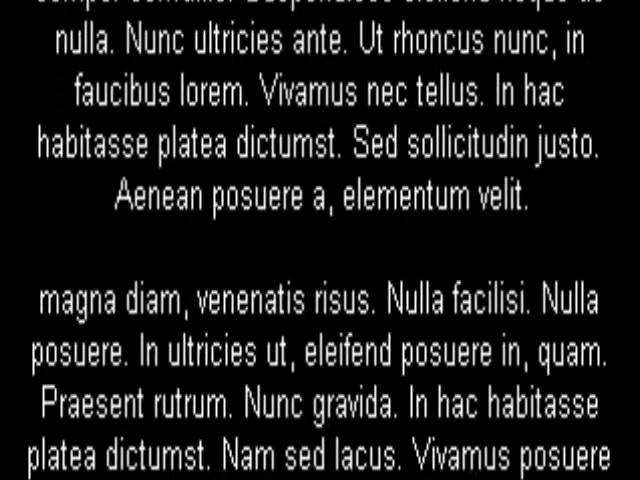 nulla. Nunc ultricies ante. Ut rhoncus nunc, in
faucibus lorem. Vivamus nec tellus. In hac
habitasse platea dictumst. Sed sollicitudin justo.
Aenean posuere a, elementum velit.
magna diam, venenatis risus. Nulla facilisi. Nulla
posuere. In ultricies ut, eleifend posuere in, quam.
Praesent rutrum. Nunc gravida. In hac habitasse
platea dictumst. Nam sed lacus. Vivamus posuere